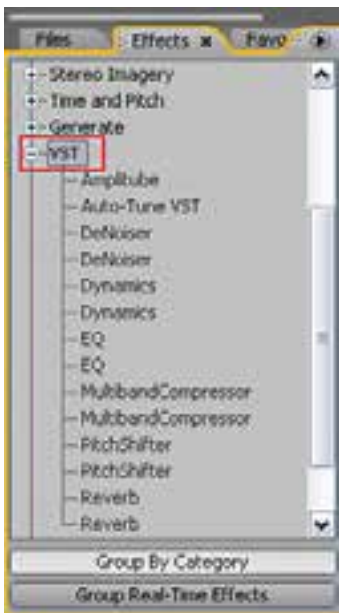 Files Effects x Favo
Stereo Imagery
Time and Pitch
Generate
VST
Amplitube
Auto-Tune VST
DeNoiser
DeNoiser
Dynamics
Dynamics
EQ
EQ
MultibandCompressor
MultibandCompressor
PitchShifter
PitchShifter
Reverb
Reverb
Group By Category
Group Real-Time Effects